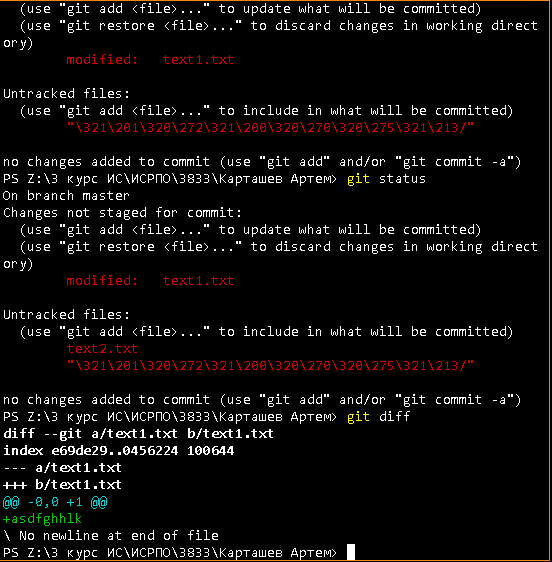 (use "git add <file>..." to update what will be committed)
(use "git restore <file>..." to discard changes in working direct
ory)
modified:   text1.txt
Untracked files:
(use "git add <file>..." to include in what will be committed)
"\321\201\320\272\321\200\320\270\320\275\321\213/"
no changes added to commit (use "git add" and/or "git commit -a")
PS Z:\3 курс ИС\ИСРПО\3833\Карташев Артем> git status
On branch master
Changes not staged for commit:
(use "git add <file>..." to update what will be committed)
(use "git restore <file>..." to discard changes in working direct
ory)
modified:   text1.txt
Untracked files:
(use "git add <file>..." to include in what will be committed)
text2.txt
"\321\201\320\272\321\200\320\270\320\275\321\213/"
no changes added to commit (use "git add" and/or "git commit -a")
PS Z:\3 курс ИС\ИСРПО\3833\Карташев Артем> git diff
diff --git a/text1.txt b/text1.txt
index e69de29..0456224 100644
--- a/text1.txt
+++ b/text1.txt
@@ -0,0 +1 @@
+asdfghhlk
\ No newline at end of file
PS Z:\3 курс ИС\ИСРПО\3833\Карташев Артем>